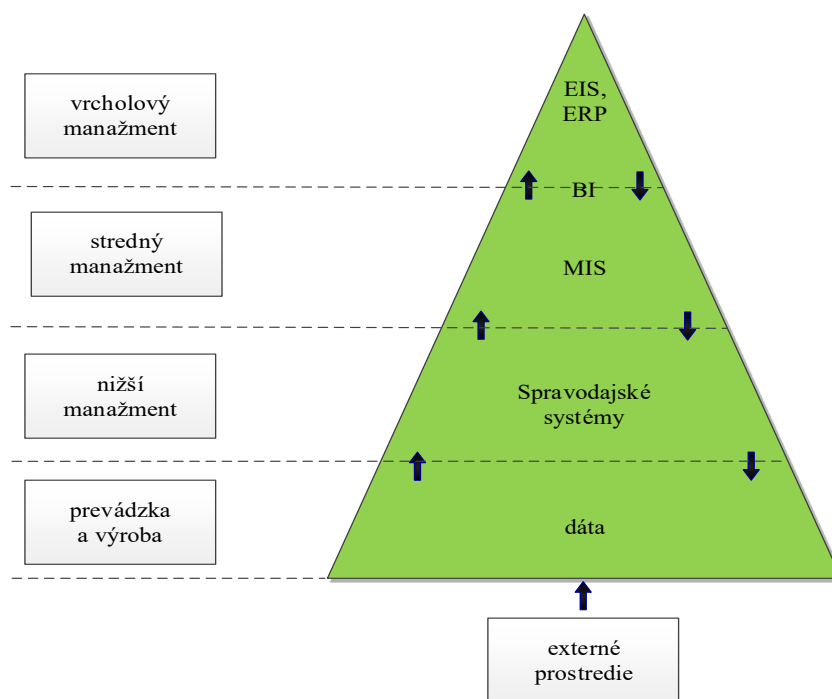 EIS,
ERP
vrcholový
manažment
BI
stredný
manažment
MIS
nižší
manažment
Spravodajské
systémy
prevádzka
a výroba
dáta
externé
prostredie